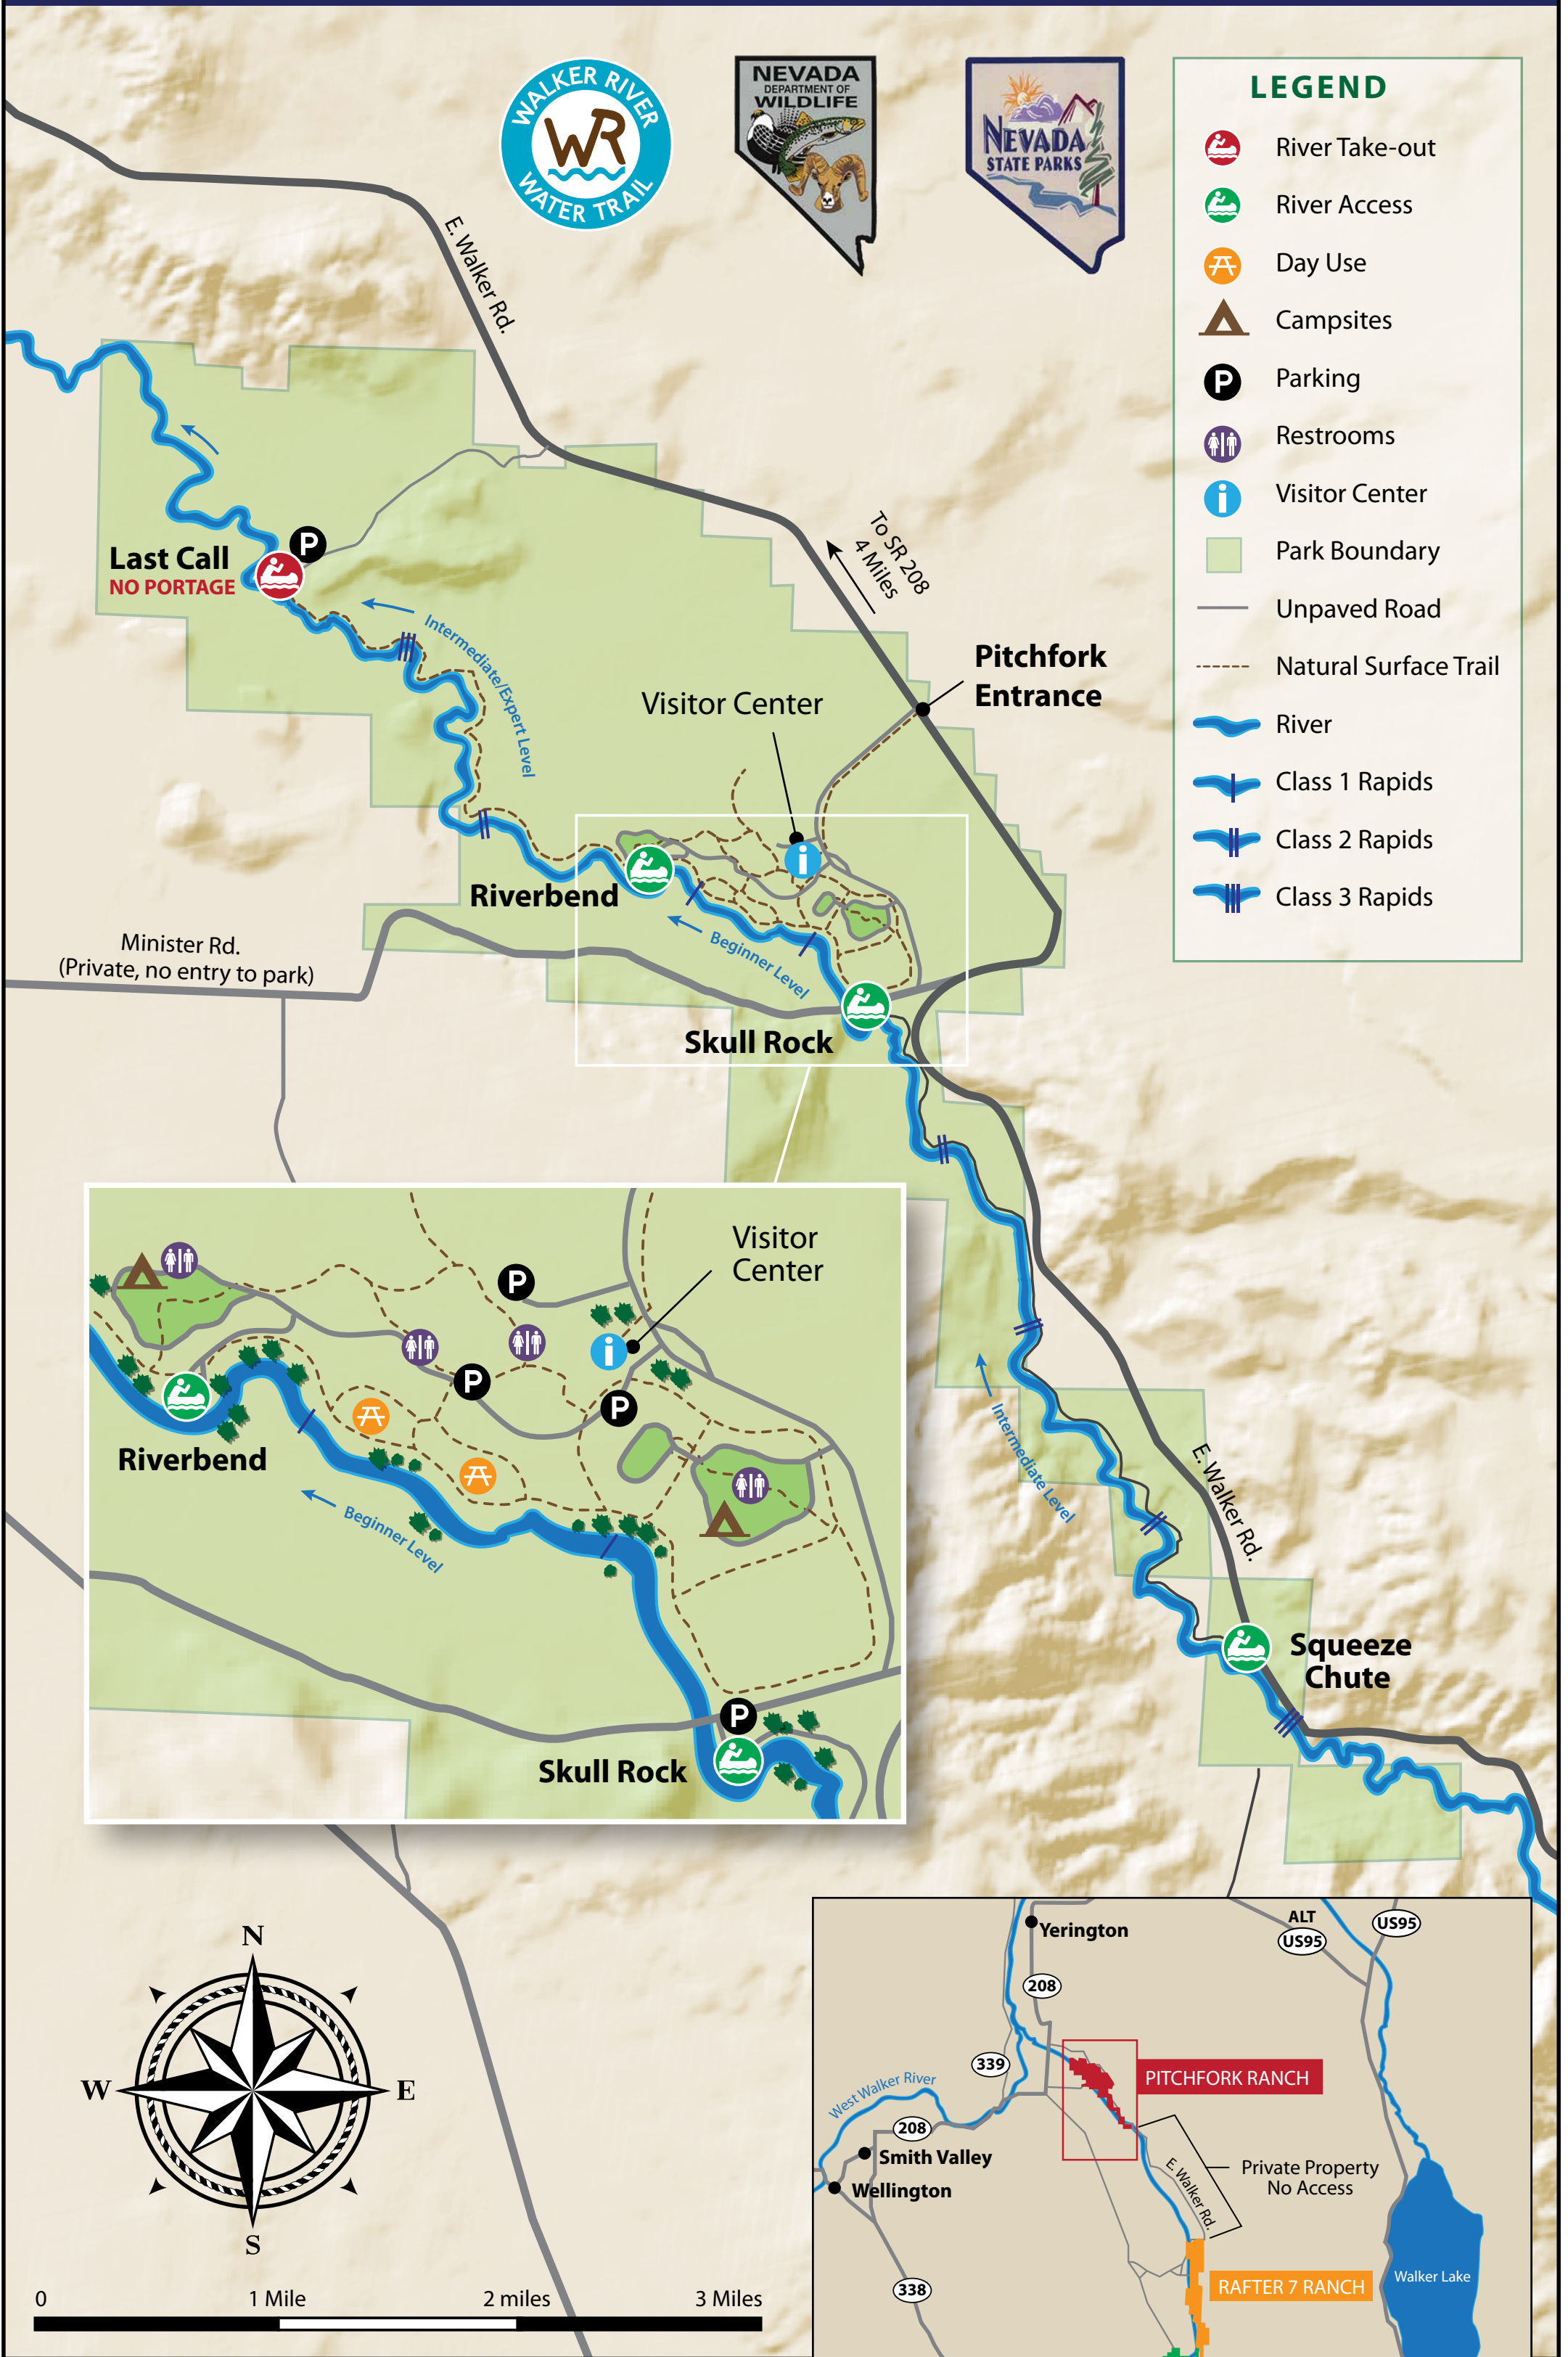 WALKER RIVER
WR
WATER TRAIL
NEVADA
DEPARTMENT OF
WILDLIFE
NEVADA
STATE PARKS
LEGEND
River Take-out
River Access
Day Use
Campsites
P
Parking
Restrooms
i
Visitor Center
Park Boundary
Unpaved Road
Natural Surface Trail
River
Class 1 Rapids
Class 2 Rapids
Class 3 Rapids
E. Walker Rd.
To SR 208
4 Miles
P
Last Call
NO PORTAGE
Intermediate/Expert Level
Pitchfork
Entrance
Visitor Center
i
Riverbend
Beginner Level
Minister Rd.
(Private, no entry to park)
Skull Rock
Visitor
Center
P
i
P
P
Riverbend
Beginner Level
P
Skull Rock
Intermediate Level
E. Walker Rd.
Squeeze
Chute
N
W
E
S
0
1 Mile
2 miles
3 Miles
Yerington
ALT
US95
US95
208
339
PITCHFORK RANCH
West Walker River
208
Smith Valley
Wellington
E. Walker Rd.
Private Property
No Access
338
RAFTER 7 RANCH
Walker Lake